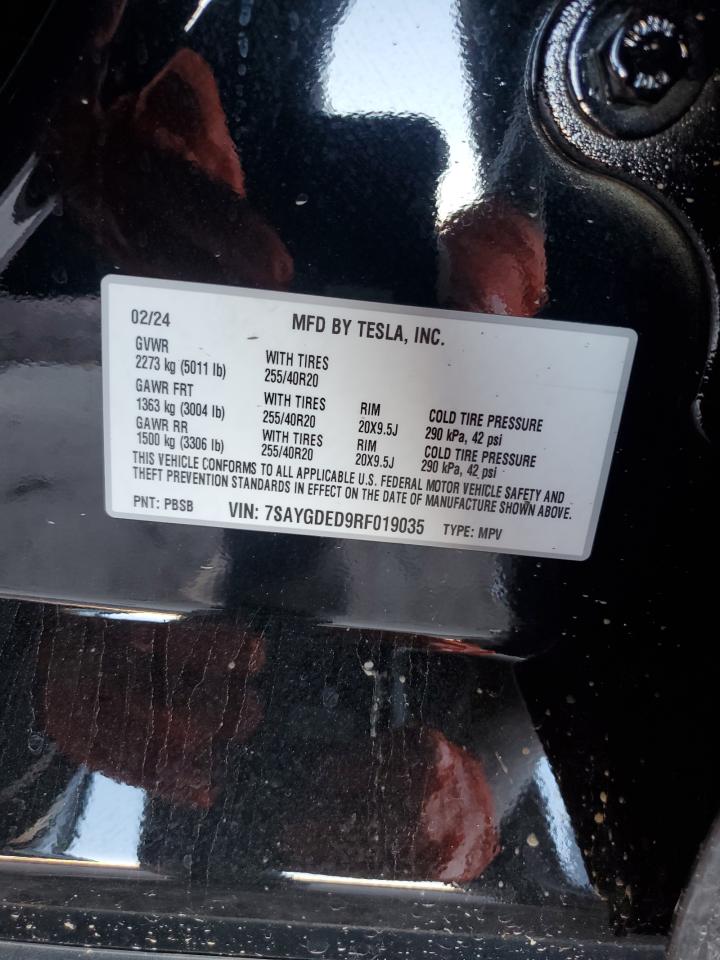 02/24 MFD BY TESLA, INC.
GVWR
2273 kg (5011 lb) WITH TIRES 255/40R20
GAWR FRT
1363 kg (3004 lb) WITH TIRES 255/40R20 RIM 20X9.5J COLD TIRE PRESSURE 290 kPa, 42 psi
GAWR RR
1500 kg (3306 lb) WITH TIRES 255/40R20 RIM 20X9.5J COLD TIRE PRESSURE 290 kPa, 42 psi
THIS VEHICLE CONFORMS TO ALL APPLICABLE U.S. FEDERAL MOTOR VEHICLE SAFETY AND
THEFT PREVENTION STANDARDS IN EFFECT ON THE DATE OF MANUFACTURE SHOWN ABOVE.
PNT: PBSB VIN: 7SAYGDED9RF019035 TYPE: MPV